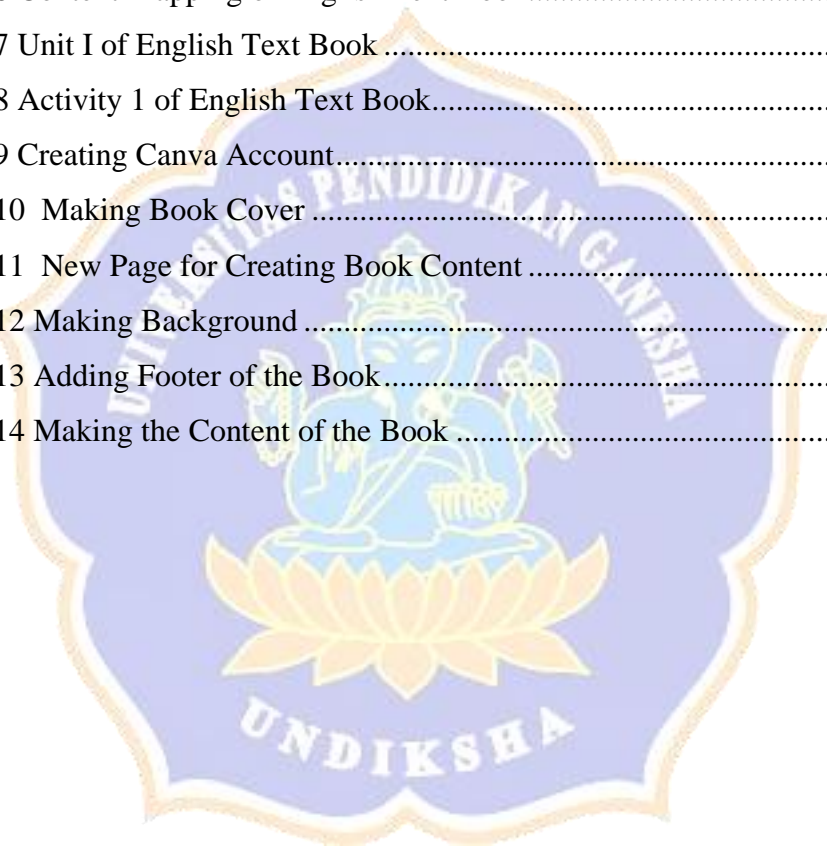 7 Unit I of English Text Book
8 Activity 1 of English Text Book
9 Creating Canva Account
10 Making Book Cover
11 New Page for Creating Book Content
12 Making Background
13 Adding Footer of the Book
14 Making the Content of the Book
UNIVERSITAS PENDIDIKAN GANESHA
UNDIKSHA